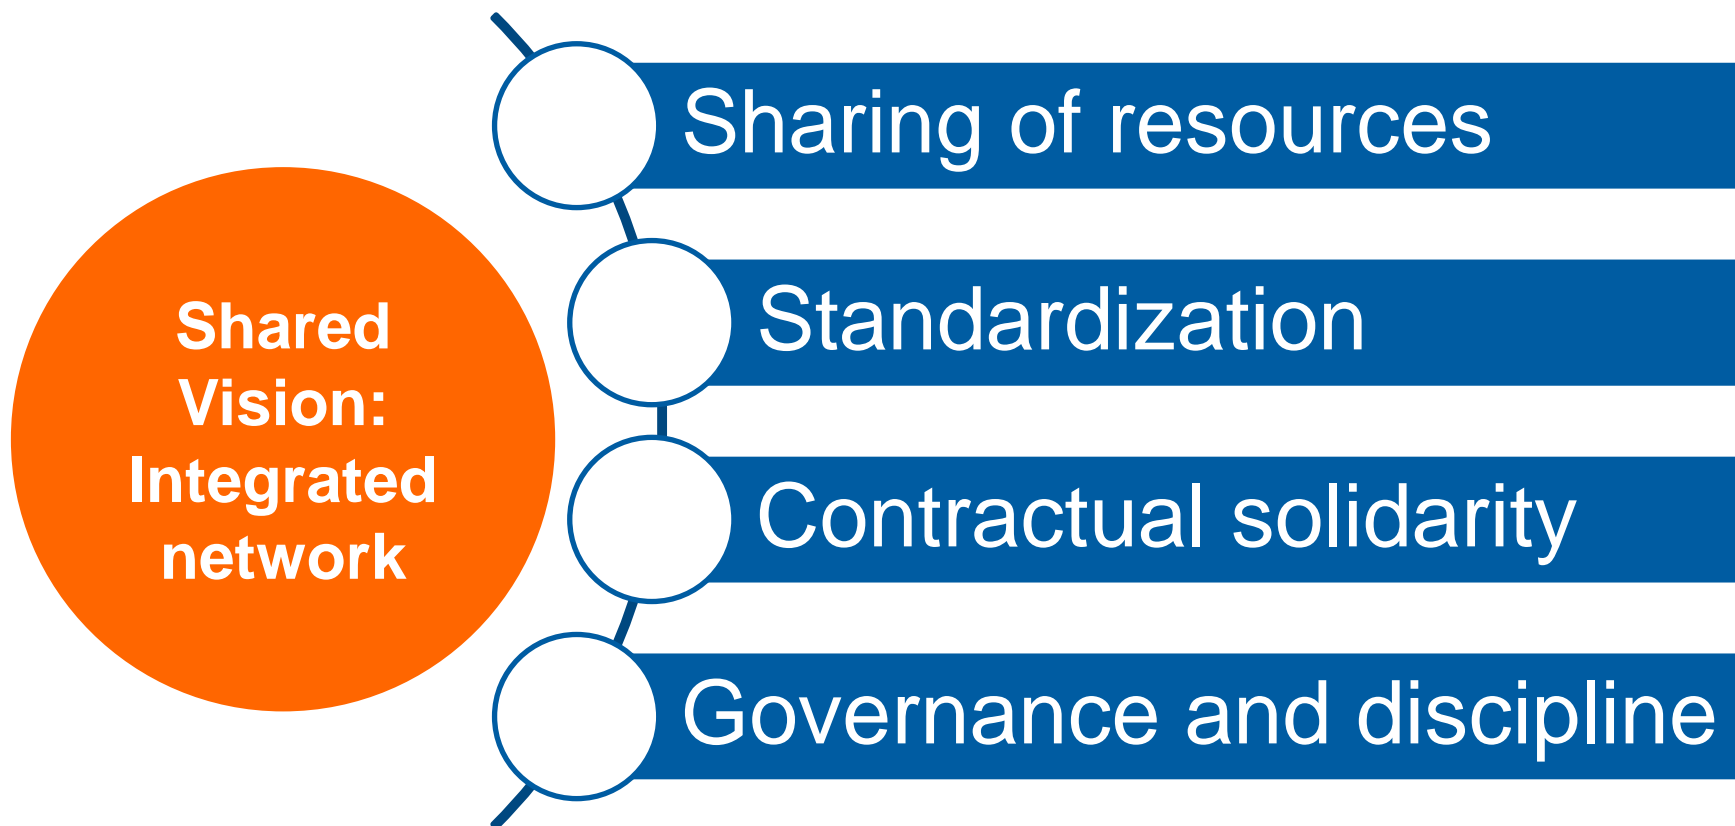 Shared
Vision:
Integrated
network
Sharing of resources
Standardization
Contractual solidarity
Governance and discipline